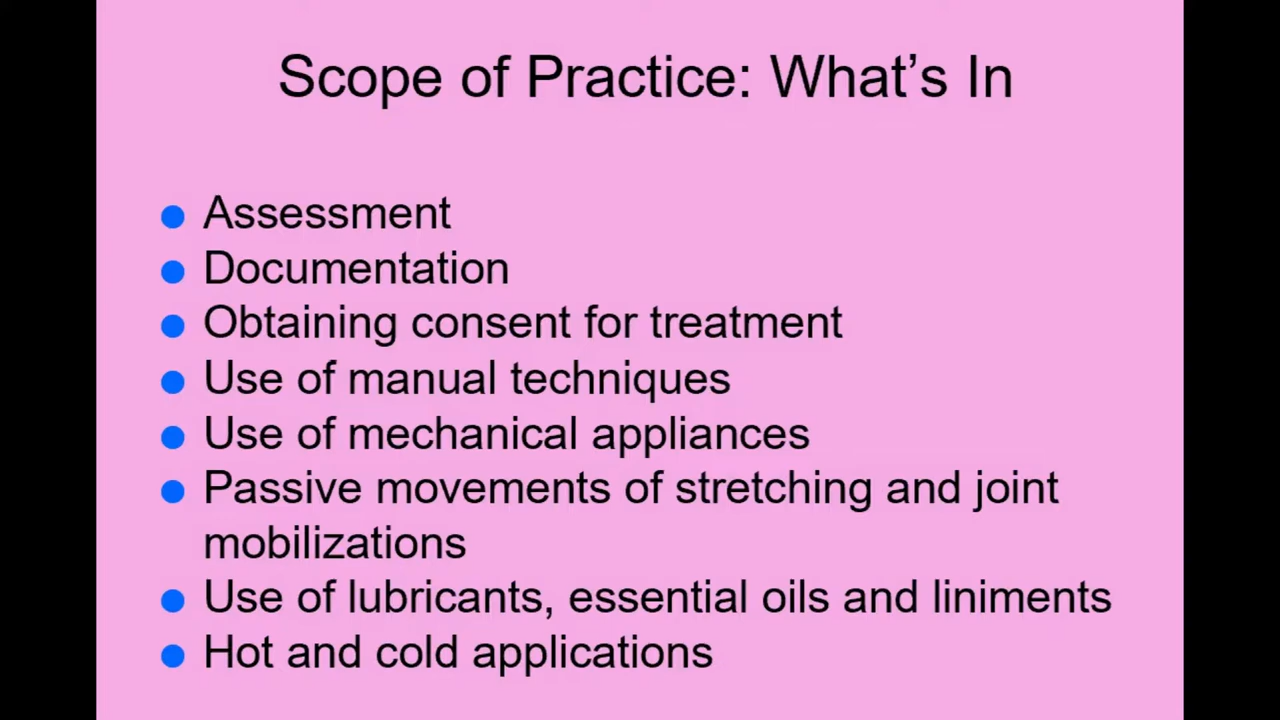 Scope of Practice: What’s In
● Assessment
● Documentation
● Obtaining consent for treatment
● Use of manual techniques
● Use of mechanical appliances
● Passive movements of stretching and joint
mobilizations
● Use of lubricants, essential oils and liniments
● Hot and cold applications